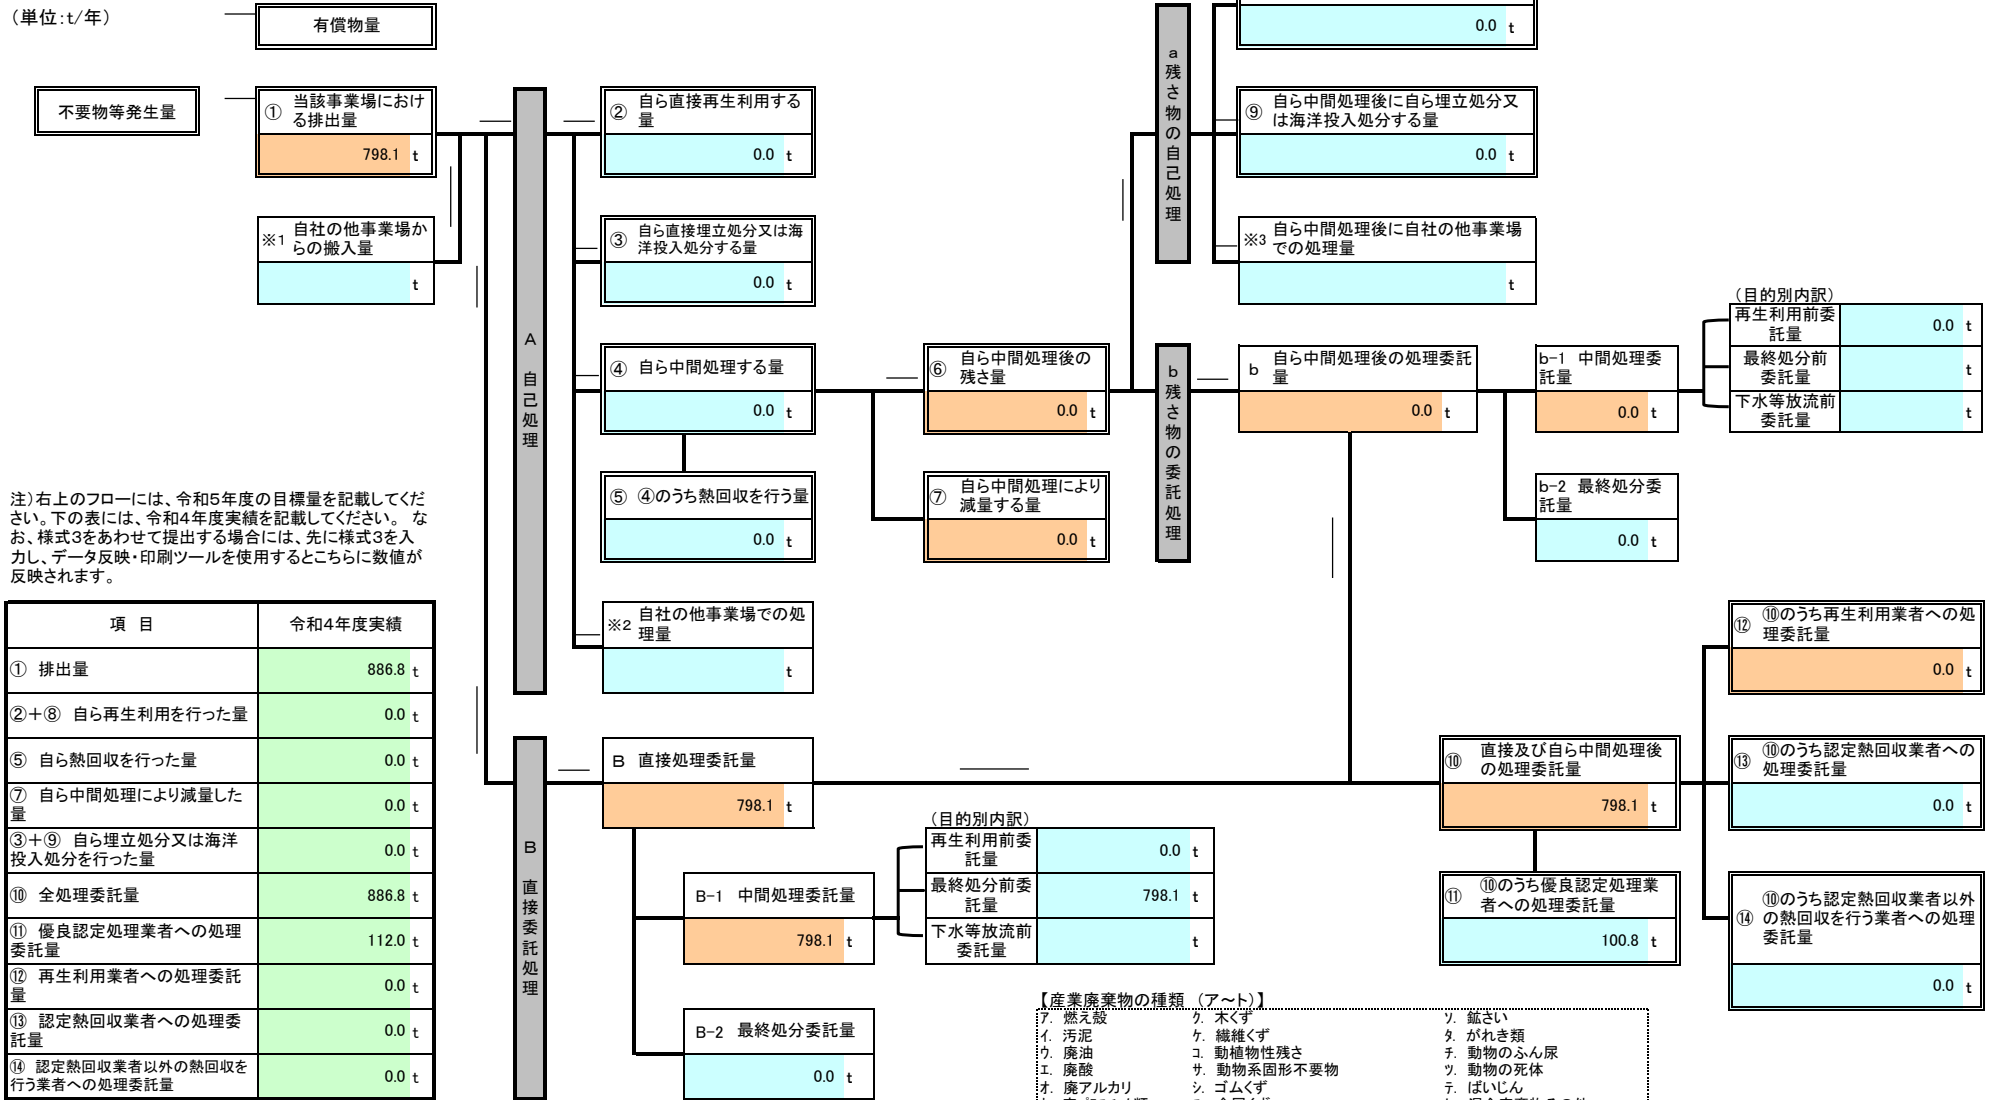 (単位:t/年)
有償物量
不要物等発生量
① 当該事業場におけ
る排出量
798.1 t
※1 自社の他事業場か
らの搬入量
t
A 自己処理
② 自ら直接再生利用する
量
0.0 t
③ 自ら直接埋立処分又は海
洋投入処分する量
0.0 t
④ 自ら中間処理する量
0.0 t
⑤ ④のうち熱回収を行う量
0.0 t
※2 自社の他事業場での処
理量
t
⑥ 自ら中間処理後の
残さ量
0.0 t
⑦ 自ら中間処理により
減量する量
0.0 t
a 残さ物の自己処理
0.0 t
⑨ 自ら中間処理後に自ら埋立処分又
は海洋投入処分する量
0.0 t
※3 自ら中間処理後に自社の他事業場
での処理量
t
b 残さ物の委託処理
b 自ら中間処理後の処理委託
量
0.0 t
b-1 中間処理委
託量
0.0 t
b-2 最終処分委
託量
0.0 t
(目的別内訳)
再生利用前委
託量
0.0 t
最終処分前
委託量
t
下水等放流前
委託量
t
注)右上のフローには、令和5年度の目標量を記載してくだ
さい。下の表には、令和4年度実績を記載してください。 な
お、様式3をあわせて提出する場合には、先に様式3を入
力し、データ反映・印刷ツールを使用するとこちらに数値が
反映されます。
項 目 令和4年度実績
① 排出量 886.8 t
②+⑧ 自ら再生利用を行った量 0.0 t
⑤ 自ら熱回収を行った量 0.0 t
⑦ 自ら中間処理により減量した
量 0.0 t
③+⑨ 自ら埋立処分又は海洋
投入処分を行った量 0.0 t
⑩ 全処理委託量 886.8 t
⑪ 優良認定処理業者への処理
委託量 112.0 t
⑫ 再生利用業者への処理委託
量 0.0 t
⑬ 認定熱回収業者への処理委
託量 0.0 t
⑭ 認定熱回収業者以外の熱回収を
行う業者への処理委託量 0.0 t
B 直接委託処理
B 直接処理委託量
798.1 t
B-1 中間処理委託量
798.1 t
B-2 最終処分委託量
0.0 t
(目的別内訳)
再生利用前委
託量
0.0 t
最終処分前委
託量
798.1 t
下水等放流前
委託量
t
⑩ 直接及び自ら中間処理後
の処理委託量
798.1 t
⑪ ⑩のうち優良認定処理業
者への処理委託量
100.8 t
⑫ ⑩のうち再生利用業者への処
理委託量
0.0 t
⑬ ⑩のうち認定熱回収業者への
処理委託量
0.0 t
⑭ ⑩のうち認定熱回収業者以外
の熱回収を行う業者への処理
委託量
0.0 t
【産業廃棄物の種類 (ア～ト)】
ア. 燃え殻 ク. 木くず ソ. 鉱さい
イ. 汚泥 ケ. 繊維くず タ. がれき類
ウ. 廃油 コ. 動植物性残さ チ. 動物のふん尿
エ. 廃酸 サ. 動物系固形不要物 ツ. 動物の死体
オ. 廃アルカリ シ. ゴムくず テ. ばいじん